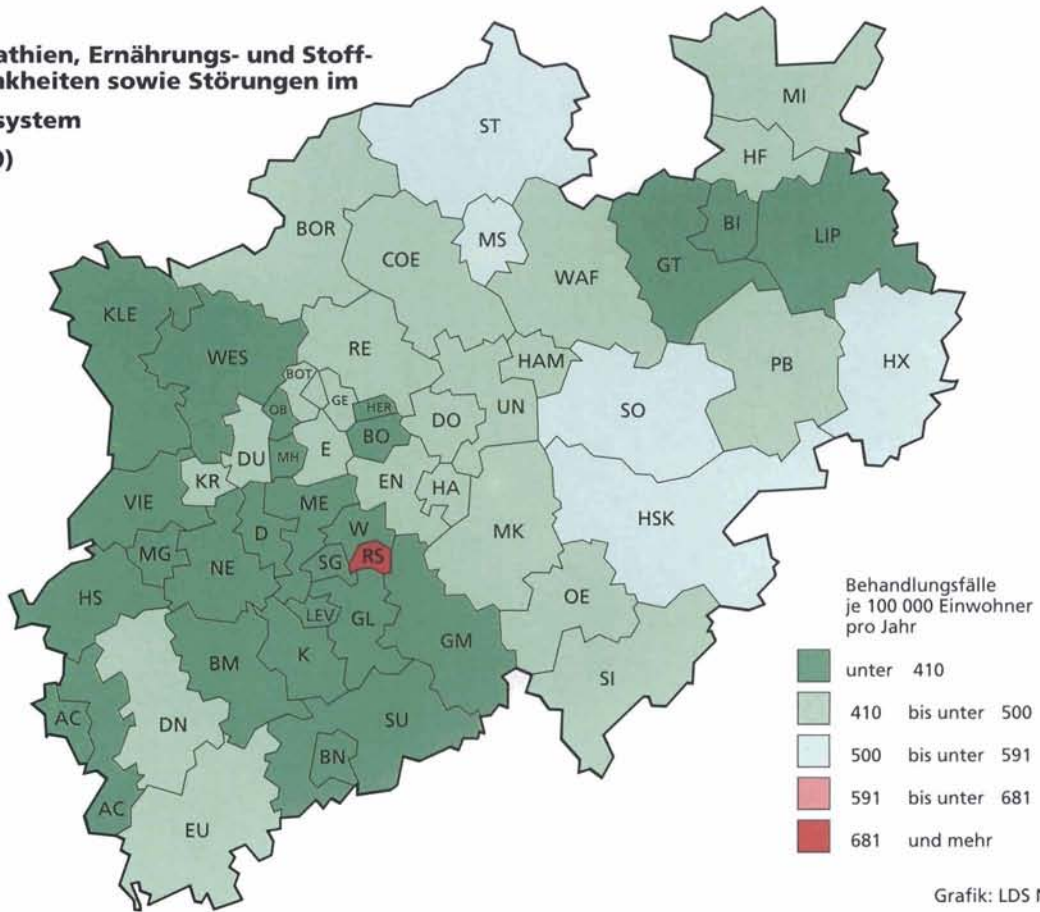 athien, Ernährungs- und Stoff-
nkheiten sowie Störungen im
system
0)
MI
ST
HF
BOR
MS
BI
LIP
COE
GT
WAF
KLE
WES
RE
HAM
PB
HX
BOT
GE
OB
HER
DO
UN
SO
BO
DU
MH
E
KR
EN
HA
VIE
ME
HSK
MG
D
W
MK
NE
SG
RS
HS
OE
LEV
GL
BM
K
GM
SI
AC
DN
SU
BN
AC
EU
Behandlungsfälle
je 100 000 Einwohner
pro Jahr
unter 410
410 bis unter 500
500 bis unter 591
591 bis unter 681
681 und mehr
Grafik: LDS